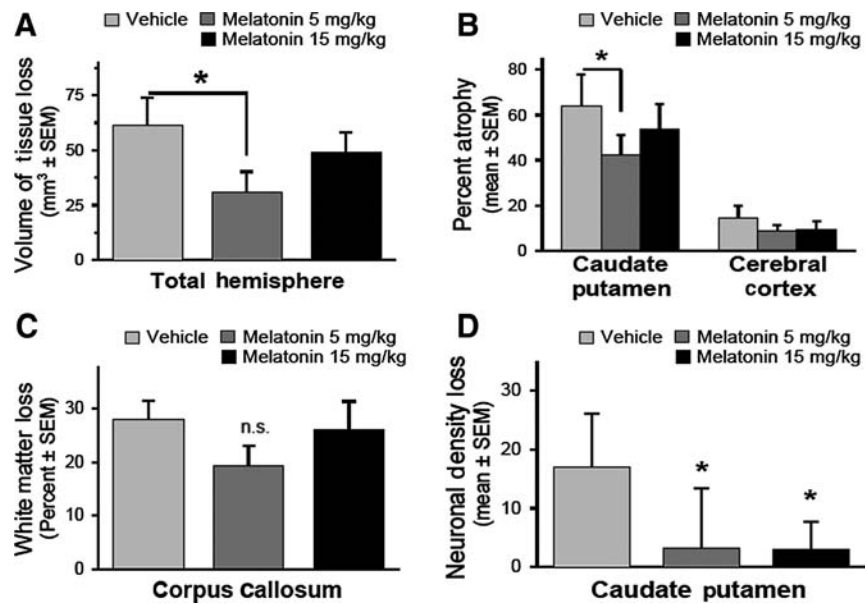 A
Vehicle
Melatonin 5 mg/kg
Melatonin 15 mg/kg
Volume of tissue loss
(mm³ ± SEM)
75
50
25
0
*
Total hemisphere
B
Vehicle
Melatonin 5 mg/kg
Melatonin 15 mg/kg
Percent atrophy
(mean ± SEM)
80
60
40
20
0
*
Caudate
putamen
Cerebral
cortex
C
Vehicle
Melatonin 5 mg/kg
Melatonin 15 mg/kg
White matter loss
(Percent ± SEM)
30
20
10
0
n.s.
Corpus callosum
D
Vehicle
Melatonin 5 mg/kg
Melatonin 15 mg/kg
Neuronal density loss
(mean ± SEM)
30
20
10
0
*
*
Caudate putamen